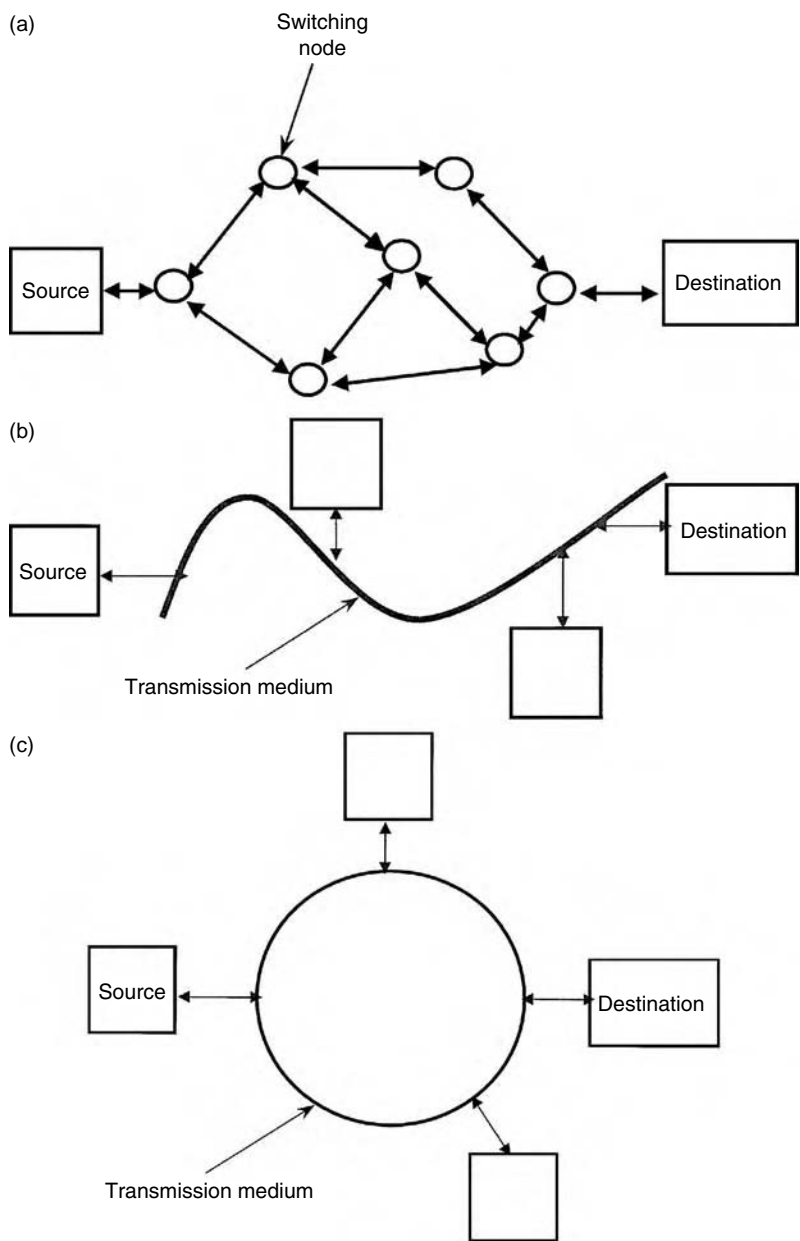 (a)
Switching
node
Source
Destination
(b)
Source
Destination
Transmission medium
(c)
Source
Destination
Transmission medium